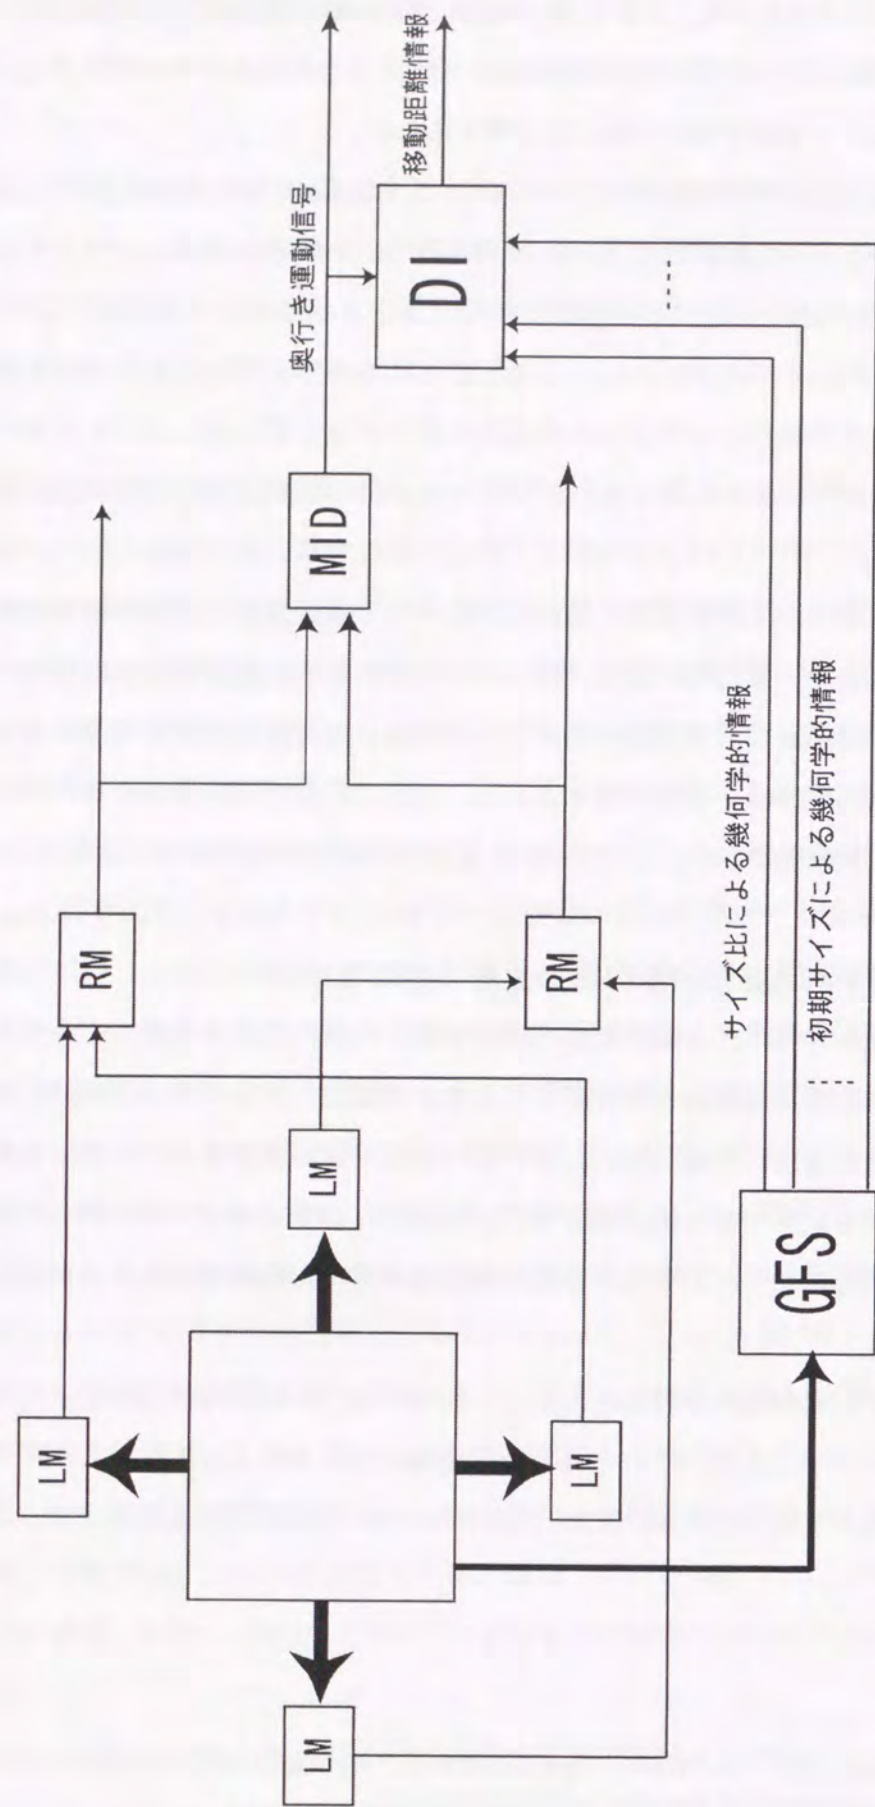 LM
RM
奥行き運動信号
LM
LM
MID
移動距離情報
DI
LM
RM
サイズ比による幾何学的情報
GFS
初期サイズによる幾何学的情報